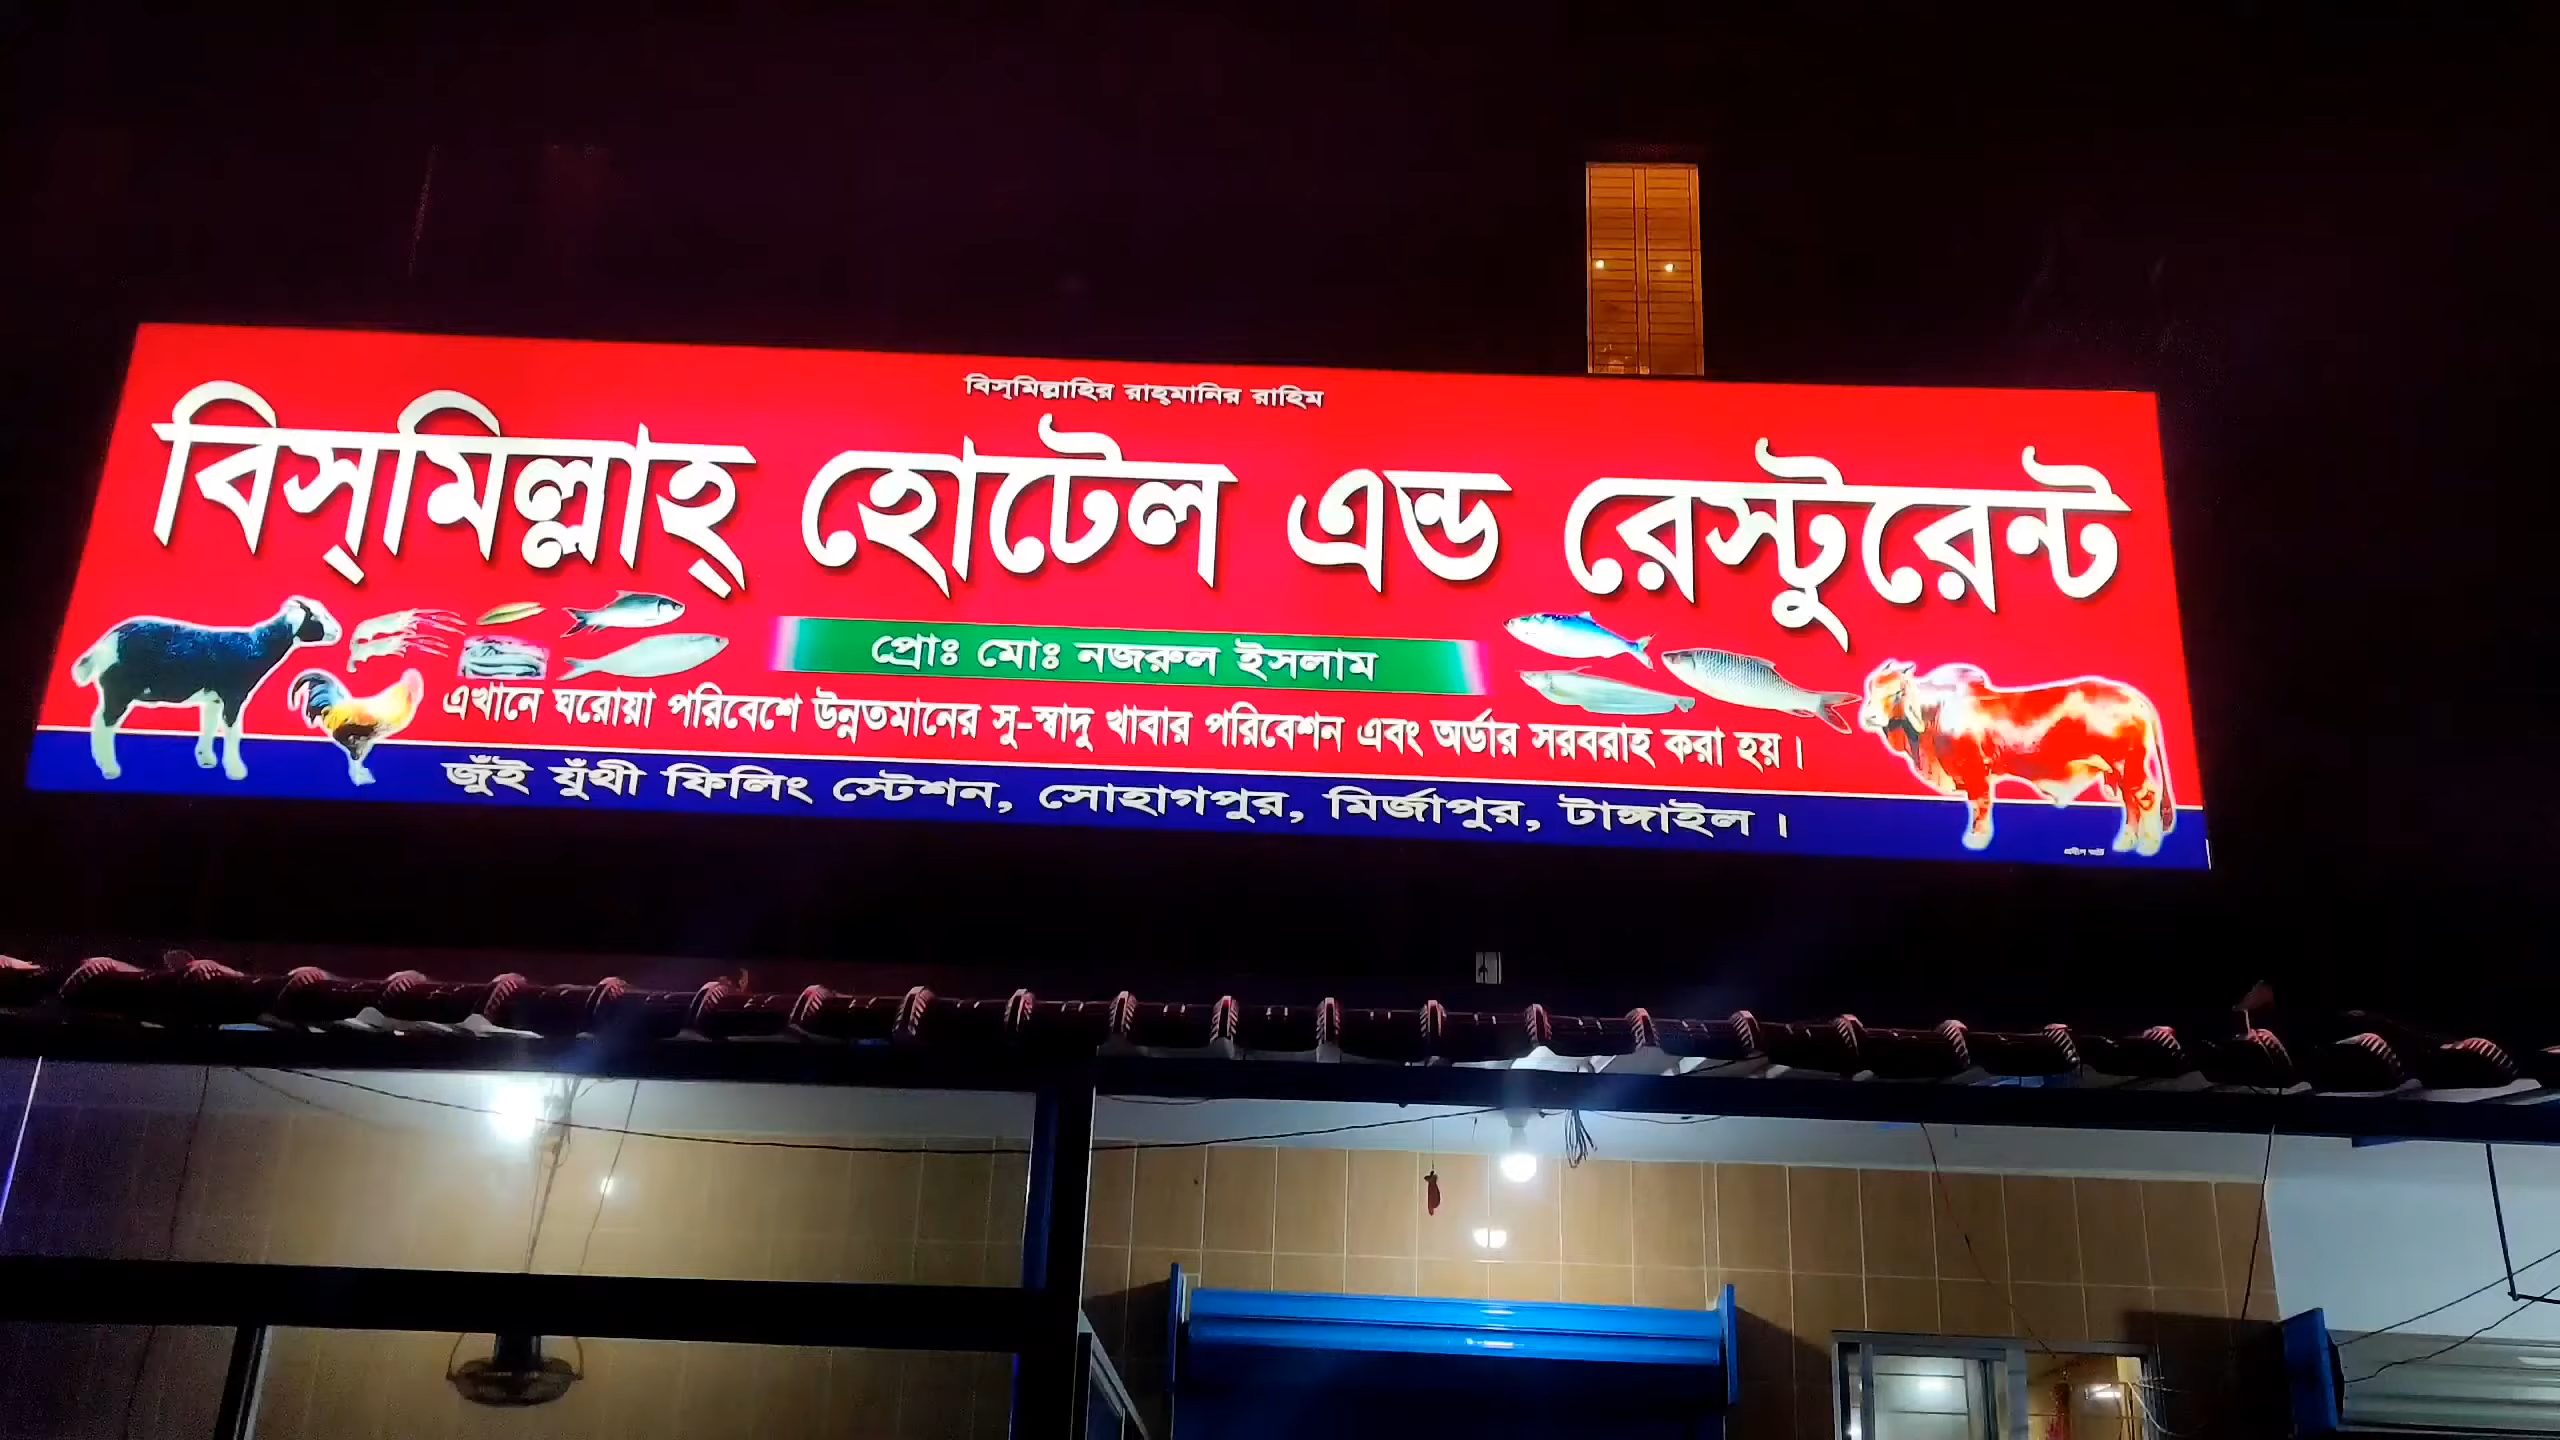 বিস্‌মিল্লাহির রাহ্‌মানির রাহিম
বিস্‌মিল্লাহ্‌ হোটেল এন্ড রেস্টুরেন্ট
প্রোঃ মোঃ নজরুল ইসলাম
এখানে ঘরোয়া পরিবেশে উন্নতমানের সু-স্বাদু খাবার পরিবেশন এবং অর্ডার সরবরাহ করা হয়।
জুঁই যুঁথী ফিলিং স্টেশন, সোহাগপুর, মির্জাপুর, টাঙ্গাইল।